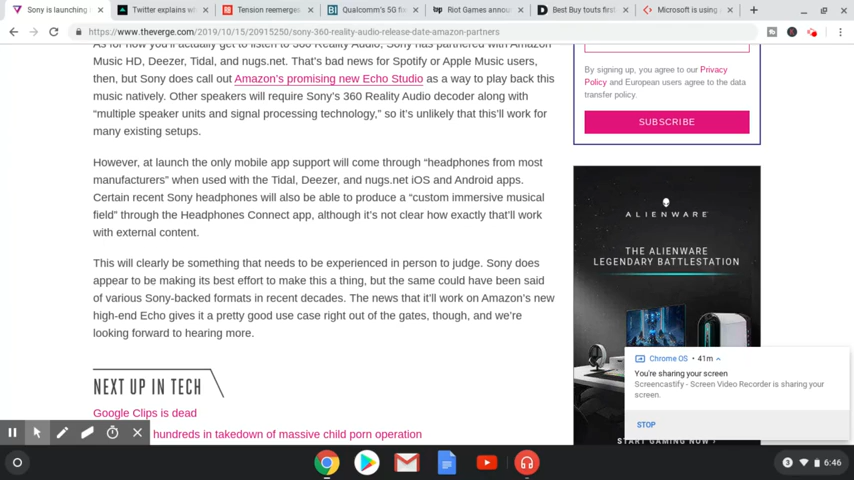 Sony is launching
Twitter explains wh
Tension reemerge
Qualcomm's 5G fi
Riot Games annou
Best Buy touts first
Microsoft is using
https://www.theverge.com/2019/10/15/20915250/sony-360-reality-audio-release-date-amazon-partners
As for how you'll actually get to listen to 360 Reality Audio, Sony has partnered with Amazon
Music HD, Deezer, Tidal, and nugs.net. That's bad news for Spotify or Apple Music users,
then, but Sony does call out Amazon's promising new Echo Studio as a way to play back this
music natively. Other speakers will require Sony's 360 Reality Audio decoder along with
“multiple speaker units and signal processing technology,” so it's unlikely that this'll work for
many existing setups.
However, at launch the only mobile app support will come through “headphones from most
manufacturers” when used with the Tidal, Deezer, and nugs.net iOS and Android apps.
Certain recent Sony headphones will also be able to produce a “custom immersive musical
field” through the Headphones Connect app, although it's not clear how exactly that'll work
with external content.
This will clearly be something that needs to be experienced in person to judge. Sony does
appear to be making its best effort to make this a thing, but the same could have been said
of various Sony-backed formats in recent decades. The news that it'll work on Amazon's new
high-end Echo gives it a pretty good use case right out of the gates, though, and we're
looking forward to hearing more.
NEXT UP IN TECH
Google Clips is dead
hundreds in takedown of massive child porn operation
By signing up, you agree to our Privacy
Policy and European users agree to the data
transfer policy.
SUBSCRIBE
ALIENWARE
THE ALIENWARE
LEGENDARY BATTLESTATION
START GAMING NOW
Chrome OS • 41m
You're sharing your screen
Screencastify - Screen Video Recorder is sharing your
screen.
STOP
3
6:46